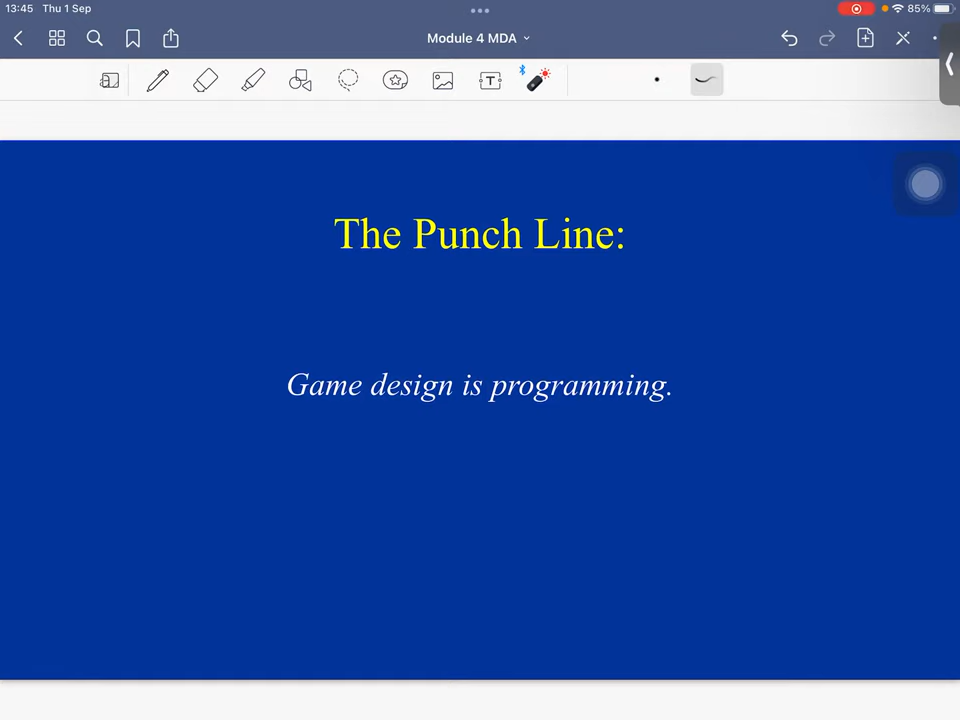 13:45 Thu 1 Sep 85%
Module 4 MDA
T
The Punch Line:
Game design is programming.